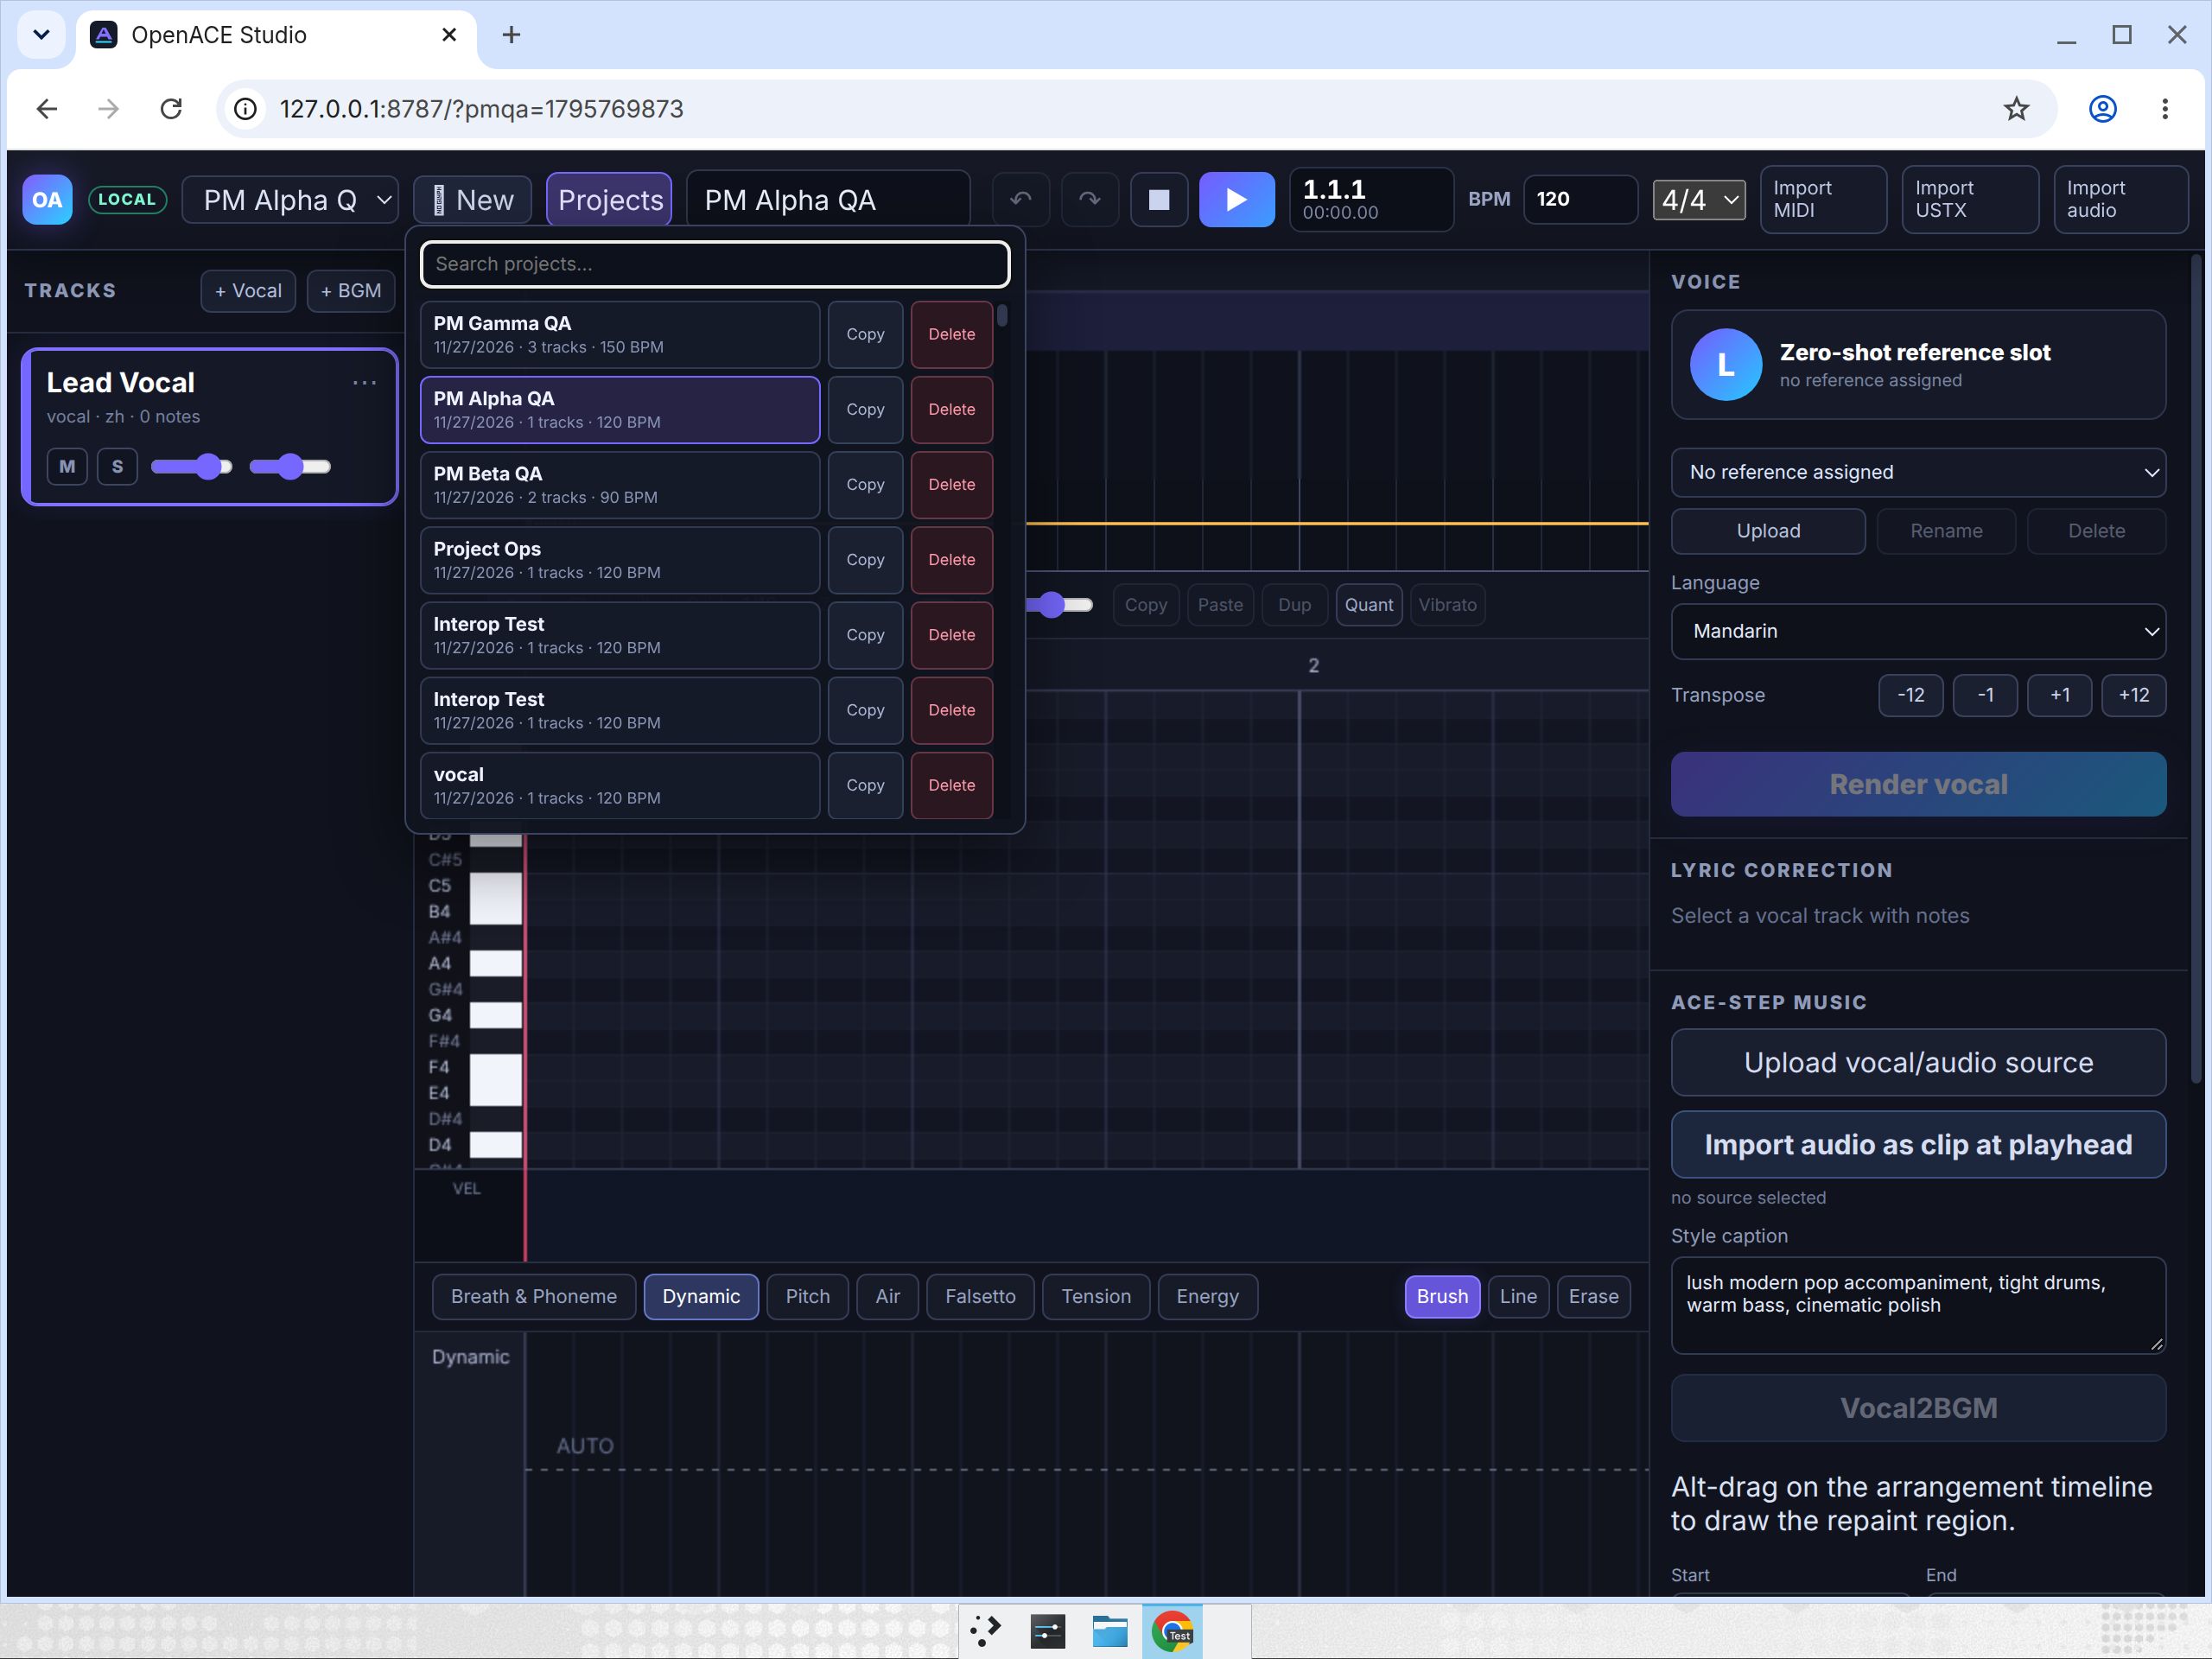 OpenACE Studio
127.0.0.1:8787/?pmqa=1795769873
OA
LOCAL
PM Alpha Q
New
Projects
PM Alpha QA
1.1.1
00:00.00
BPM
120
4/4
Import MIDI
Import USTX
Import audio
TRACKS
+ Vocal
+ BGM
Lead Vocal
vocal · zh · 0 notes
M
S
Search projects...
PM Gamma QA
11/27/2026 · 3 tracks · 150 BPM
Copy
Delete
PM Alpha QA
11/27/2026 · 1 tracks · 120 BPM
Copy
Delete
PM Beta QA
11/27/2026 · 2 tracks · 90 BPM
Copy
Delete
Project Ops
11/27/2026 · 1 tracks · 120 BPM
Copy
Delete
Interop Test
11/27/2026 · 1 tracks · 120 BPM
Copy
Delete
Interop Test
11/27/2026 · 1 tracks · 120 BPM
Copy
Delete
vocal
11/27/2026 · 1 tracks · 120 BPM
Copy
Delete
Copy
Paste
Dup
Quant
Vibrato
2
C#5
C5
B4
A#4
A4
G#4
G4
F#4
F4
E4
D#4
D4
VEL
Breath & Phoneme
Dynamic
Pitch
Air
Falsetto
Tension
Energy
Brush
Line
Erase
Dynamic
AUTO
VOICE
L
Zero-shot reference slot
no reference assigned
No reference assigned
Upload
Rename
Delete
Language
Mandarin
Transpose
-12
-1
+1
+12
Render vocal
LYRIC CORRECTION
Select a vocal track with notes
ACE-STEP MUSIC
Upload vocal/audio source
Import audio as clip at playhead
no source selected
Style caption
lush modern pop accompaniment, tight drums,
warm bass, cinematic polish
Vocal2BGM
Alt-drag on the arrangement timeline
to draw the repaint region.
Start
End
Test